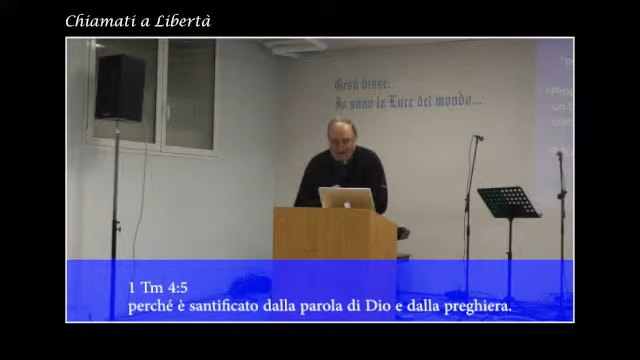 Chiamati a Libertà
Gesù disse:
Io sono la Luce del mondo...
1 Tm 4:5
perché è santificato dalla parola di Dio e dalla preghiera.